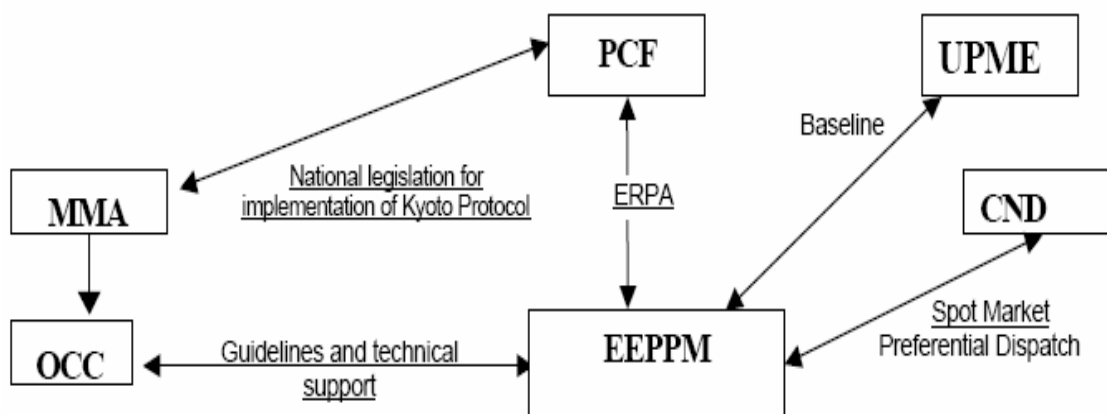 PCF
UPME
Baseline
National legislation for
implementation of Kyoto Protocol
MMA
ERPA
CND
Spot Market
Preferential Dispatch
OCC
Guidelines and technical
support
EEPPM